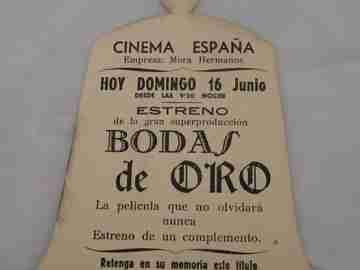 CINEMA ESPAÑA
Empresa: Mora Hermanos
HOY DOMINGO 16 Junio
DESDE LAS 9'30 NOCHE
ESTRENO
de la gran superproducción
BODAS
de ORO
La película que no olvidará
nunca
Estreno de un complemento.
Retenga en su memoria este título